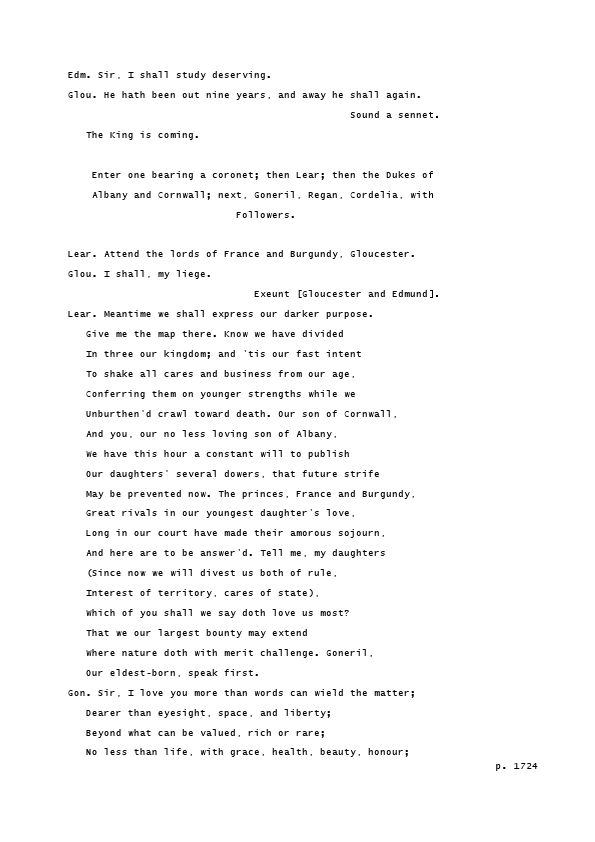 Edm. Sir, I shall study deserving.
Glou. He hath been out nine years, and away he shall again.
Sound a sennet.
The King is coming.
Enter one bearing a coronet; then Lear; then the Dukes of
Albany and Cornwall; next, Goneril, Regan, Cordelia, with
Followers.
Lear. Attend the lords of France and Burgundy, Gloucester.
Glou. I shall, my liege.
Exeunt [Gloucester and Edmund].
Lear. Meantime we shall express our darker purpose.
Give me the map there. Know we have divided
In three our kingdom; and 'tis our fast intent
To shake all cares and business from our age,
Conferring them on younger strengths while we
Unburthen'd crawl toward death. Our son of Cornwall,
And you, our no less loving son of Albany,
We have this hour a constant will to publish
Our daughters' several dowers, that future strife
May be prevented now. The princes, France and Burgundy,
Great rivals in our youngest daughter's love,
Long in our court have made their amorous sojourn,
And here are to be answer'd. Tell me, my daughters
(Since now we will divest us both of rule,
Interest of territory, cares of state),
Which of you shall we say doth love us most?
That we our largest bounty may extend
Where nature doth with merit challenge. Goneril,
Our eldest-born, speak first.
Gon. Sir, I love you more than words can wield the matter;
Dearer than eyesight, space, and liberty;
Beyond what can be valued, rich or rare;
No less than life, with grace, health, beauty, honour;
p. 1724